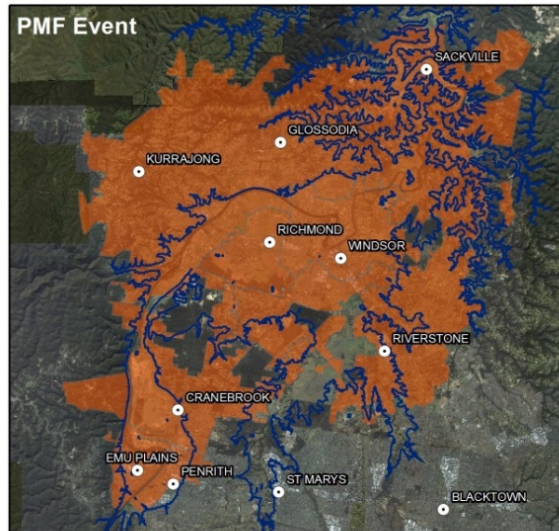 PMF Event
SACKVILLE
GLOSSODIA
KURRAJONG
RICHMOND
WINDSOR
RIVERSTONE
CRANEBROOK
EMU PLAINS
PENRITH
ST MARYS
BLACKTOWN